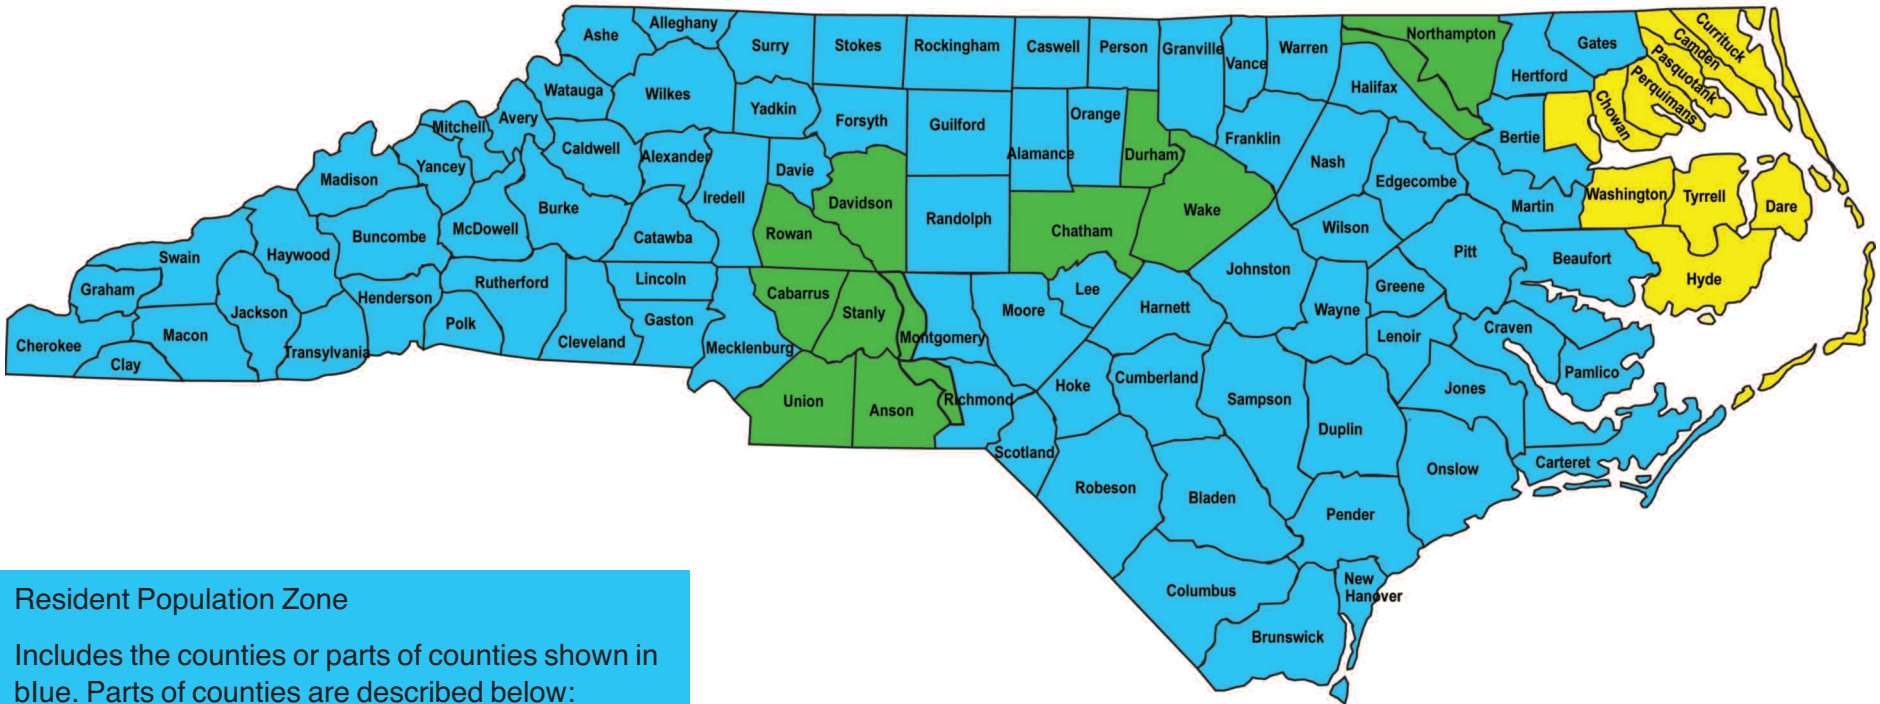 Ashe
Alleghany
Surry
Stokes
Rockingham
Caswell
Person
Granville
Vance
Warren
Northampton
Halifax
Hertford
Gates
Currituck
Camden
Pasquotank
Perquimans
Chowan
Bertie
Watauga
Wilkes
Yadkin
Forsyth
Guilford
Alamance
Orange
Durham
Franklin
Nash
Edgecombe
Martin
Washington
Tyrrell
Dare
Mitchell
Avery
Caldwell
Alexander
Iredell
Davie
Davidson
Randolph
Chatham
Wake
Wilson
Pitt
Beaufort
Hyde
Madison
Yancey
Burke
McDowell
Buncombe
Haywood
Swain
Graham
Catawba
Rowan
Lincoln
Rutherford
Henderson
Jackson
Cherokee
Macon
Clay
Transylvania
Polk
Cleveland
Gaston
Mecklenburg
Cabarrus
Stanly
Montgomery
Moore
Lee
Harnett
Johnston
Wayne
Greene
Lenoir
Craven
Pamlico
Jones
Union
Anson
Richmond
Hoke
Cumberland
Sampson
Duplin
Onslow
Carteret
Scotland
Robeson
Bladen
Pender
Columbus
New
Hanover
Brunswick
Resident Population Zone
Includes the counties or parts of counties shown in
blue. Parts of counties are described below: